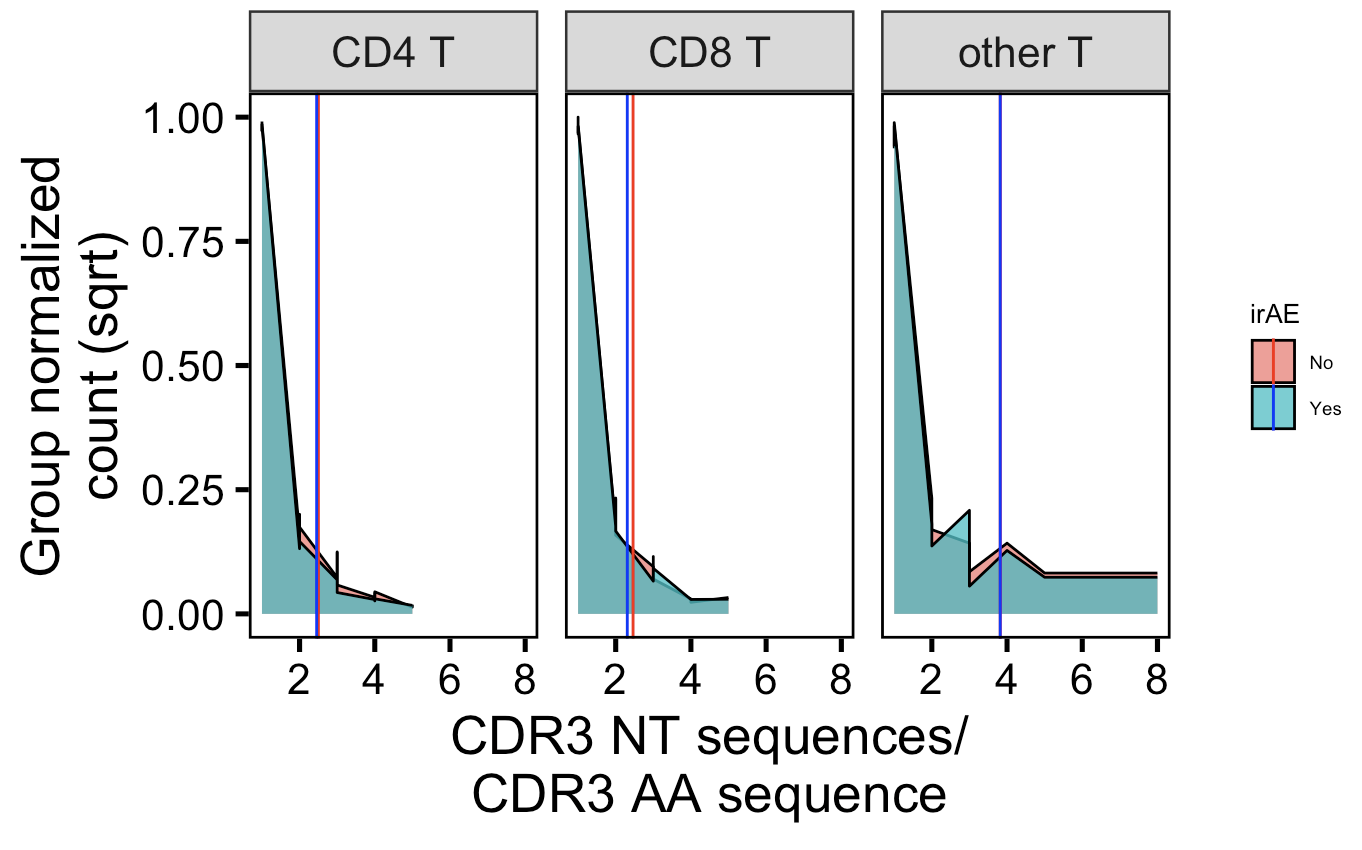 CD4 T
CD8 T
other T
Group normalized
count (sqrt)
1.00
0.75
0.50
0.25
0.00
2 4 6 8
2 4 6 8
2 4 6 8
CDR3 NT sequences/
CDR3 AA sequence
irAE
No
Yes